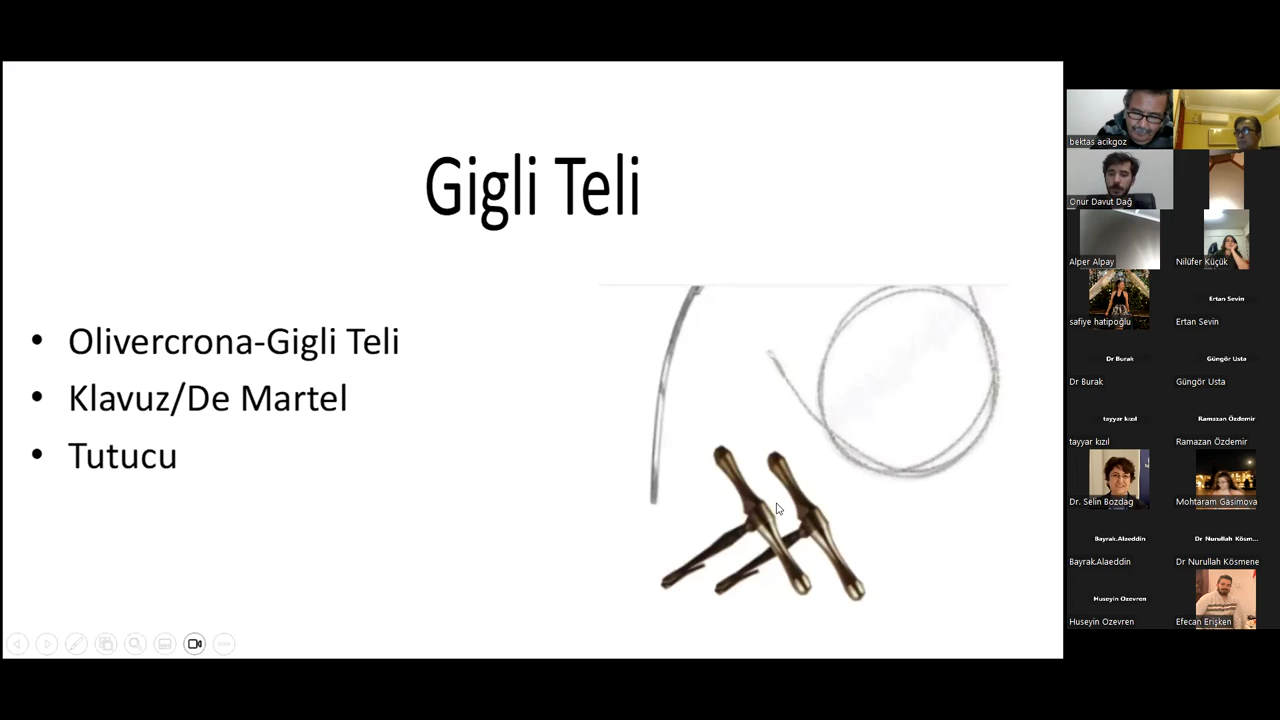 Gigli Teli
• Olivercrona-Gigli Teli
• Klavuz/De Martel
• Tutucu
bektas acikgoz
Onur Davut Dağ
Alper Alpay
Nilüfer Küçük
safiye hatipoğlu
Ertan Sevin
Ertan Sevin
Dr Burak
Güngör Usta
Dr Burak
Güngör Usta
tayyar kızıl
Ramazan Özdemir
tayyar kızıl
Ramazan Özdemir
Dr. Selin Bozdag
Mohtaram Gasimova
Bayrak.Alaeddin
Dr Nurullah Kösm...
Bayrak.Alaeddin
Dr Nurullah Kösmene
Huseyin Ozevren
Huseyin Ozevren
Efecan Erişken